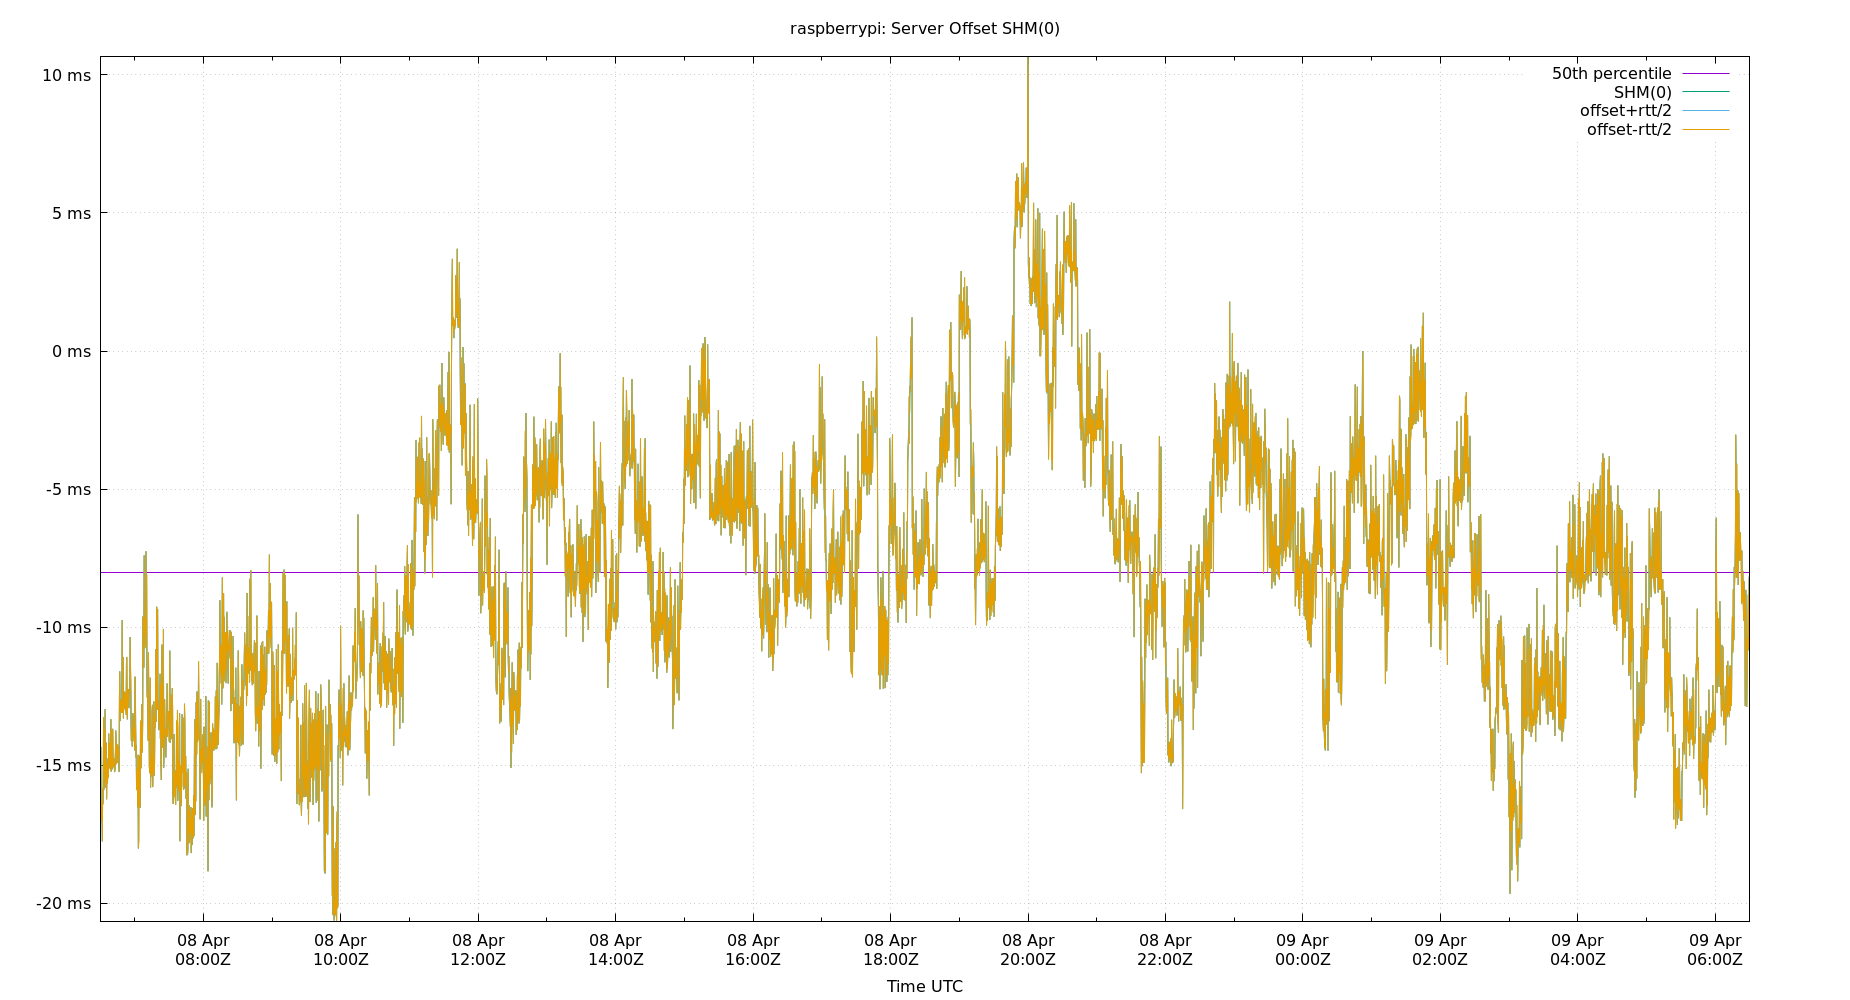 raspberrypi: Server Offset SHM(0)
10 ms
5 ms
0 ms
-5 ms
-10 ms
-15 ms
-20 ms
50th percentile
SHM(0)
offset+rtt/2
offset-rtt/2
08 Apr 08 Apr 08 Apr 08 Apr 08 Apr 08 Apr 08 Apr 08 Apr 09 Apr 09 Apr 09 Apr 09 Apr
08:00Z 10:00Z 12:00Z 14:00Z 16:00Z 18:00Z 20:00Z 22:00Z 00:00Z 02:00Z 04:00Z 06:00Z
Time UTC